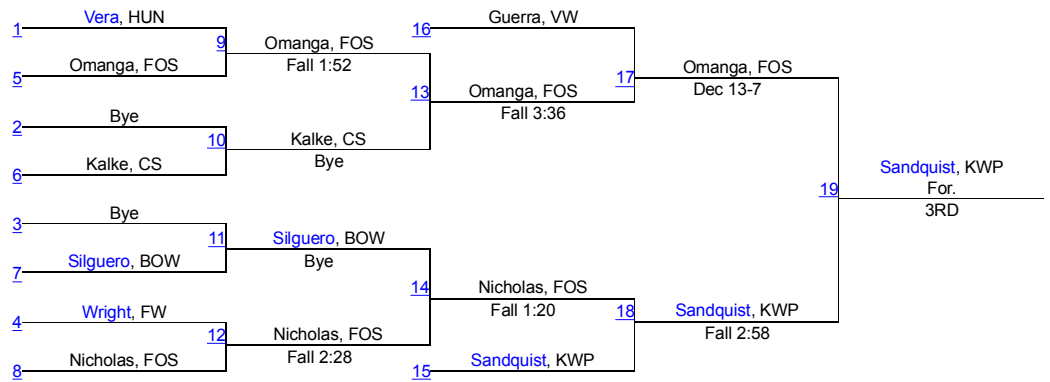 Vera, HUN
1
Omanga, FOS
5
9
Omanga, FOS
Fall 1:52
Bye
2
Kalke, CS
6
10
Kalke, CS
Bye
13
Guerra, VW
16
Omanga, FOS
Fall 3:36
17
Omanga, FOS
Dec 13-7
Bye
3
Silguero, BOW
7
11
Silguero, BOW
Bye
Wright, FW
4
Nicholas, FOS
8
12
Nicholas, FOS
Fall 2:28
14
Nicholas, FOS
Fall 1:20
Sandquist, KWP
15
18
Sandquist, KWP
Fall 2:58
19
Sandquist, KWP
For.
3RD